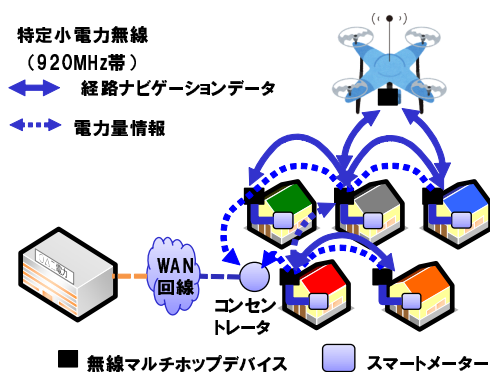 特定小電力無線
（920MHz帯）
経路ナビゲーションデータ
電力量情報
電力
WAN
回線
コンセン
トレータ
無線マルチホップデバイス
スマートメーター